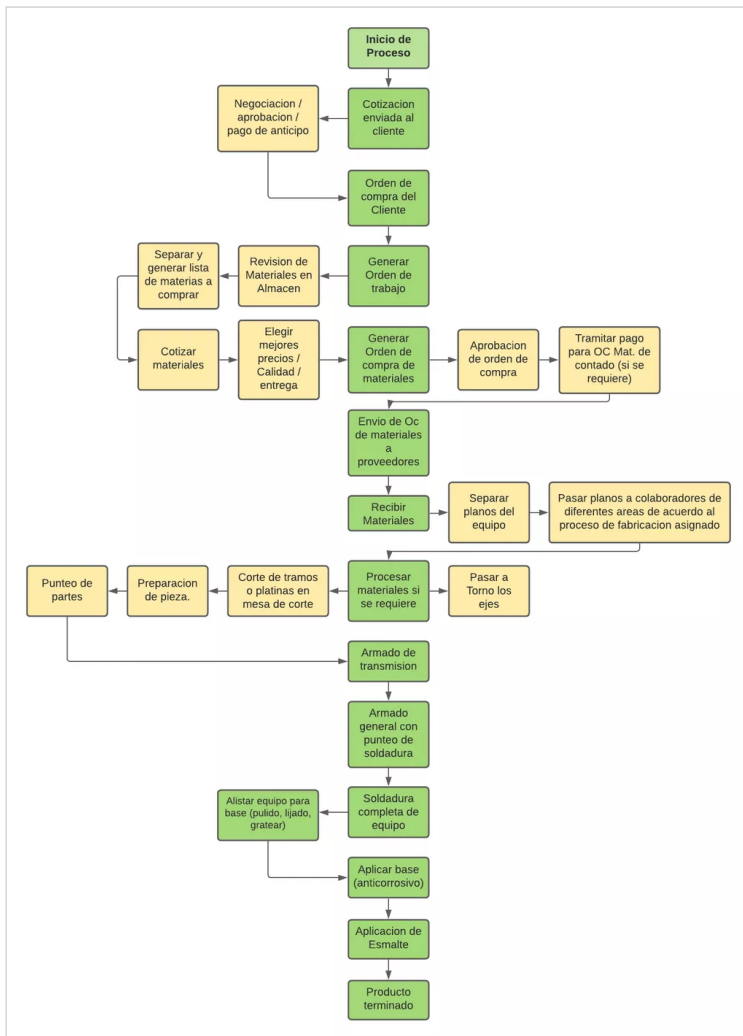 Inicio de
Proceso
Cotizacion
enviada al
cliente
Negociacion /
aprobacion /
pago de anticipo
Orden de
compra del
Cliente
Generar
Orden de
trabajo
Revision de
Materiales en
Almacen
Separar y
generar lista
de materias a
comprar
Cotizar
materiales
Elegir
mejores
precios /
Calidad /
entrega
Generar
Orden de
compra de
materiales
Aprobacion
de orden de
compra
Tramitar pago
para OC Mat. de
contado (si se
requiere)
Envio de Oc
de materiales
a
proveedores
Recibir
Materiales
Separar
planos del
equipo
Pasar planos a colaboradores de
diferentes areas de acuerdo al
proceso de fabricacion asignado
Procesar
materiales si
se requiere
Pasar a
Torno los
ejes
Corte de tramos
o platinas en
mesa de corte
Preparacion
de pieza.
Punteo de
partes
Armado de
transmision
Armado
general con
punteo de
soldadura
Soldadura
completa de
equipo
Alistar equipo para
base (pulido, lijado,
gratear)
Aplicar base
(anticorrosivo)
Aplicacion de
Esmalte
Producto
terminado